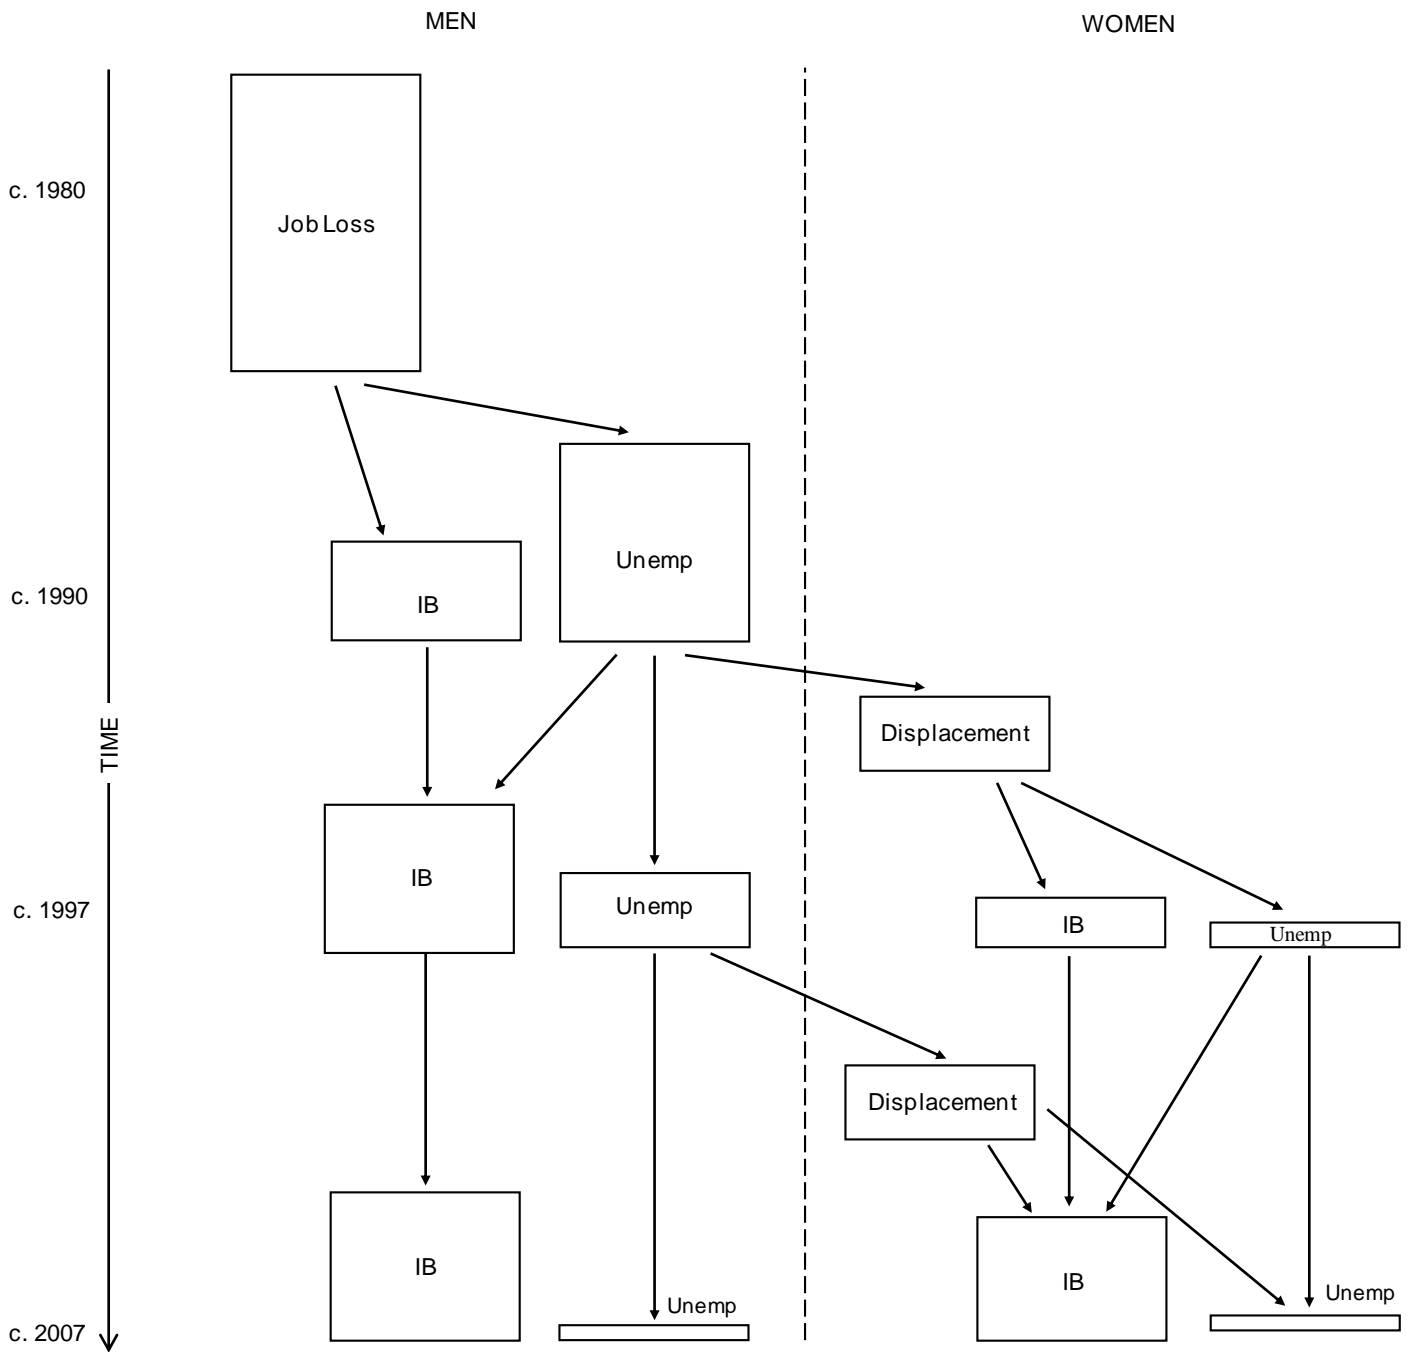 MEN
WOMEN
c. 1980
Job Loss
Unemp
c. 1990
IB
TIME
Displacement
IB
Unemp
c. 1997
IB
Unemp
Displacement
IB
IB
Unemp
Unemp
c. 2007